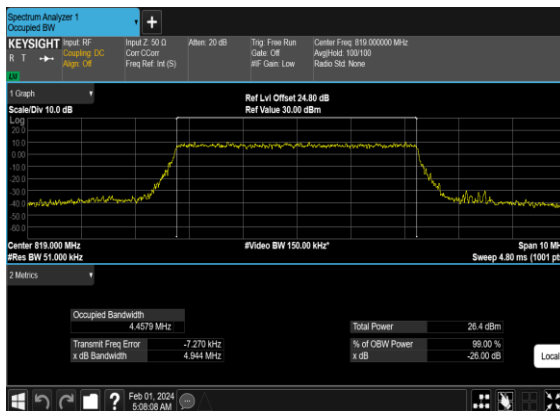 Spectrum Analyzer 1
Occupied BW
KEYSIGHT Input: RF Input Z: 50 Ω Atten: 20 dB Trig: Free Run Center Freq: 819.000000 MHz
R T Coupling: DC Corr CCorr Gate: Off Avg|Hold: 100/100
Align: Off Freq Ref: Int (S) #IF Gain: Low Radio Std: None
1 Graph
Ref Lvl Offset 24.80 dB
Scale/Div 10.0 dB Ref Value 30.00 dBm
Log
20.0
10.0
0.00
-10.0
-20.0
-30.0
-40.0
-50.0
-60.0
Center 819.000 MHz #Video BW 150.00 kHz* Span 10 MH
#Res BW 51.000 kHz Sweep 4.80 ms (1001 pts
2 Metrics
Occupied Bandwidth
4.4579 MHz Total Power 26.4 dBm
Transmit Freq Error -7.270 kHz % of OBW Power 99.00 %
x dB Bandwidth 4.944 MHz x dB -26.00 dB
Local
Feb 01, 2024
5:08:08 AM